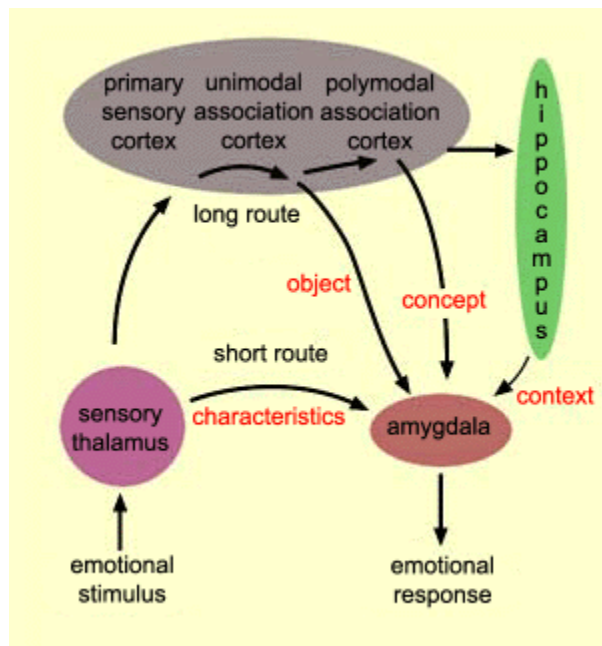 primary unimodal polymodal
sensory association association
cortex cortex cortex
hippocampus
long route
object
concept
short route
characteristics
sensory
thalamus
amygdala
context
emotional
stimulus
emotional
response